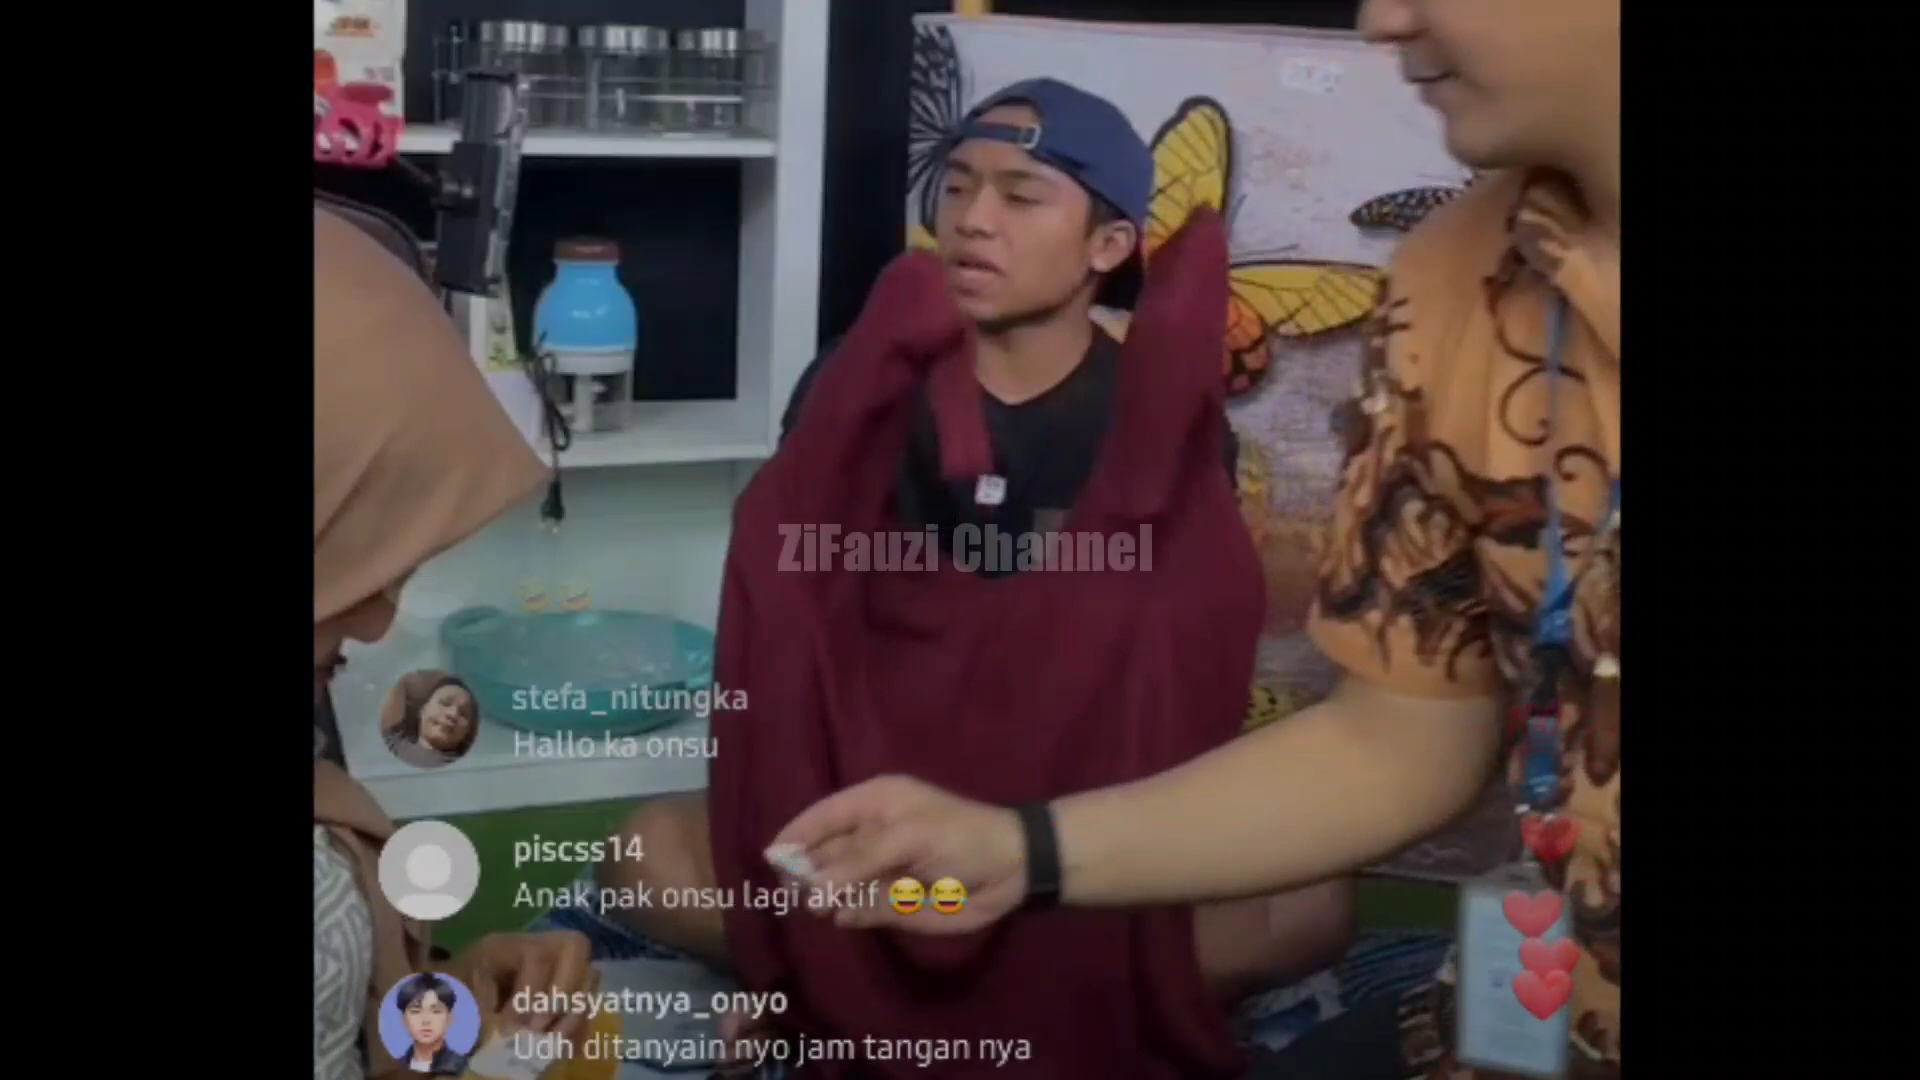 ZiFauzi Channel
stefa_nitungka
Hallo ka onsu
piscss14
Anak pak onsu lagi aktif 😂😂
dahsyatnya_onyo
Udh ditanyain nyo jam tangan nya